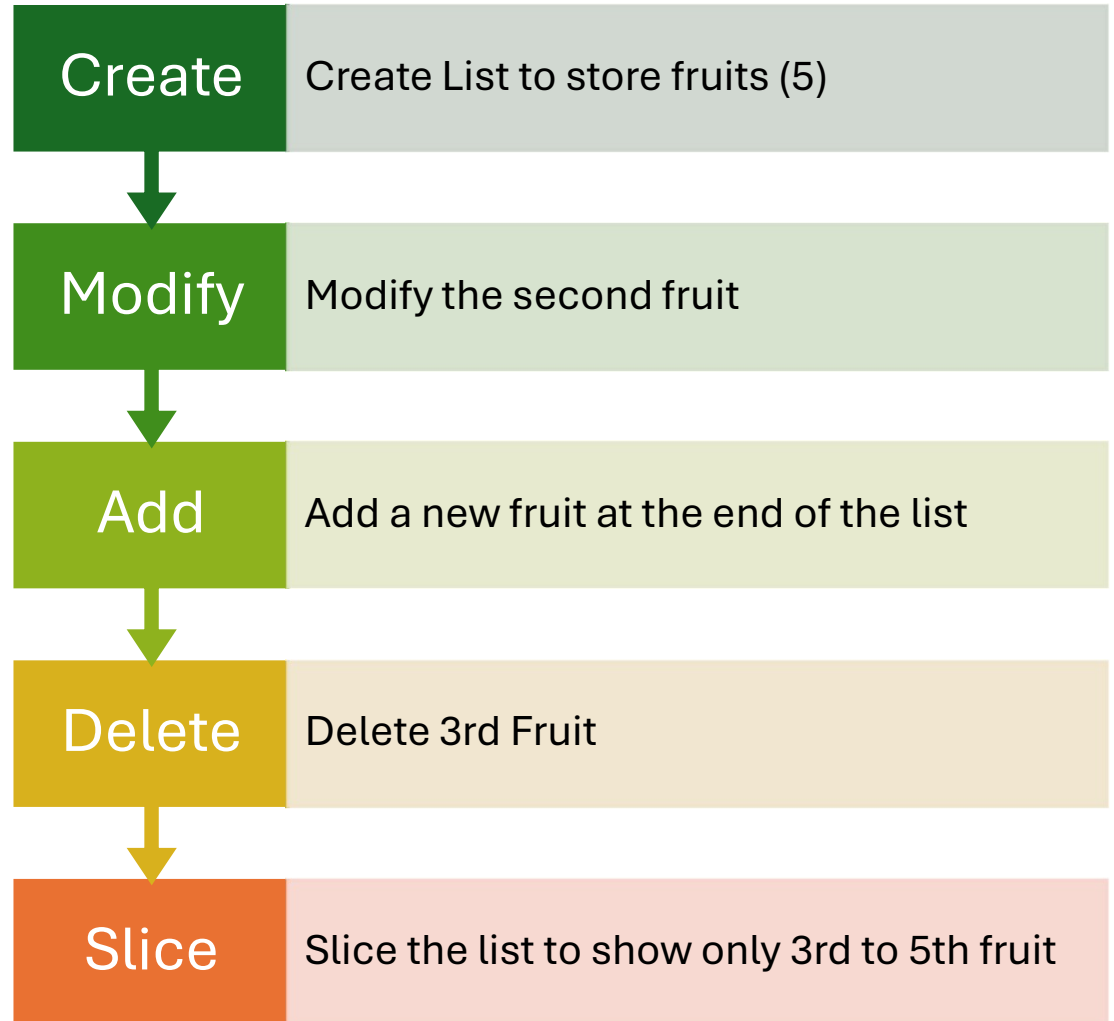 Create
Create List to store fruits (5)
Modify
Modify the second fruit
Add
Add a new fruit at the end of the list
Delete
Delete 3rd Fruit
Slice
Slice the list to show only 3rd to 5th fruit